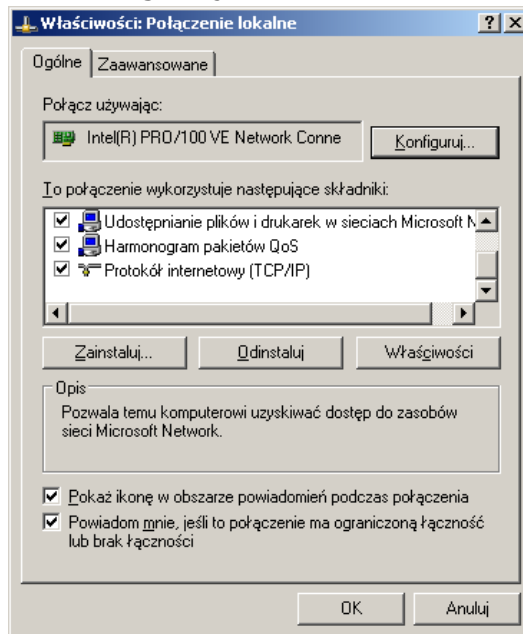 Właściwości: Połączenie lokalne
Ogólne
Zaawansowane
Połącz używając:
Intel(R) PRO/100 VE Network Conne
Konfiguruj...
To połączenie wykorzystuje następujące składniki:
Udostępnianie plików i drukarek w sieciach Microsoft N
Harmonogram pakietów QoS
Protokół internetowy (TCP/IP)
Zainstaluj...
Odinstaluj
Właściwości
Opis
Pozwala temu komputerowi uzyskiwać dostęp do zasobów
sieci Microsoft Network.
Pokaż ikonę w obszarze powiadomień podczas połączenia
Powiadom mnie, jeśli to połączenie ma ograniczoną łączność
lub brak łączności
OK
Anuluj